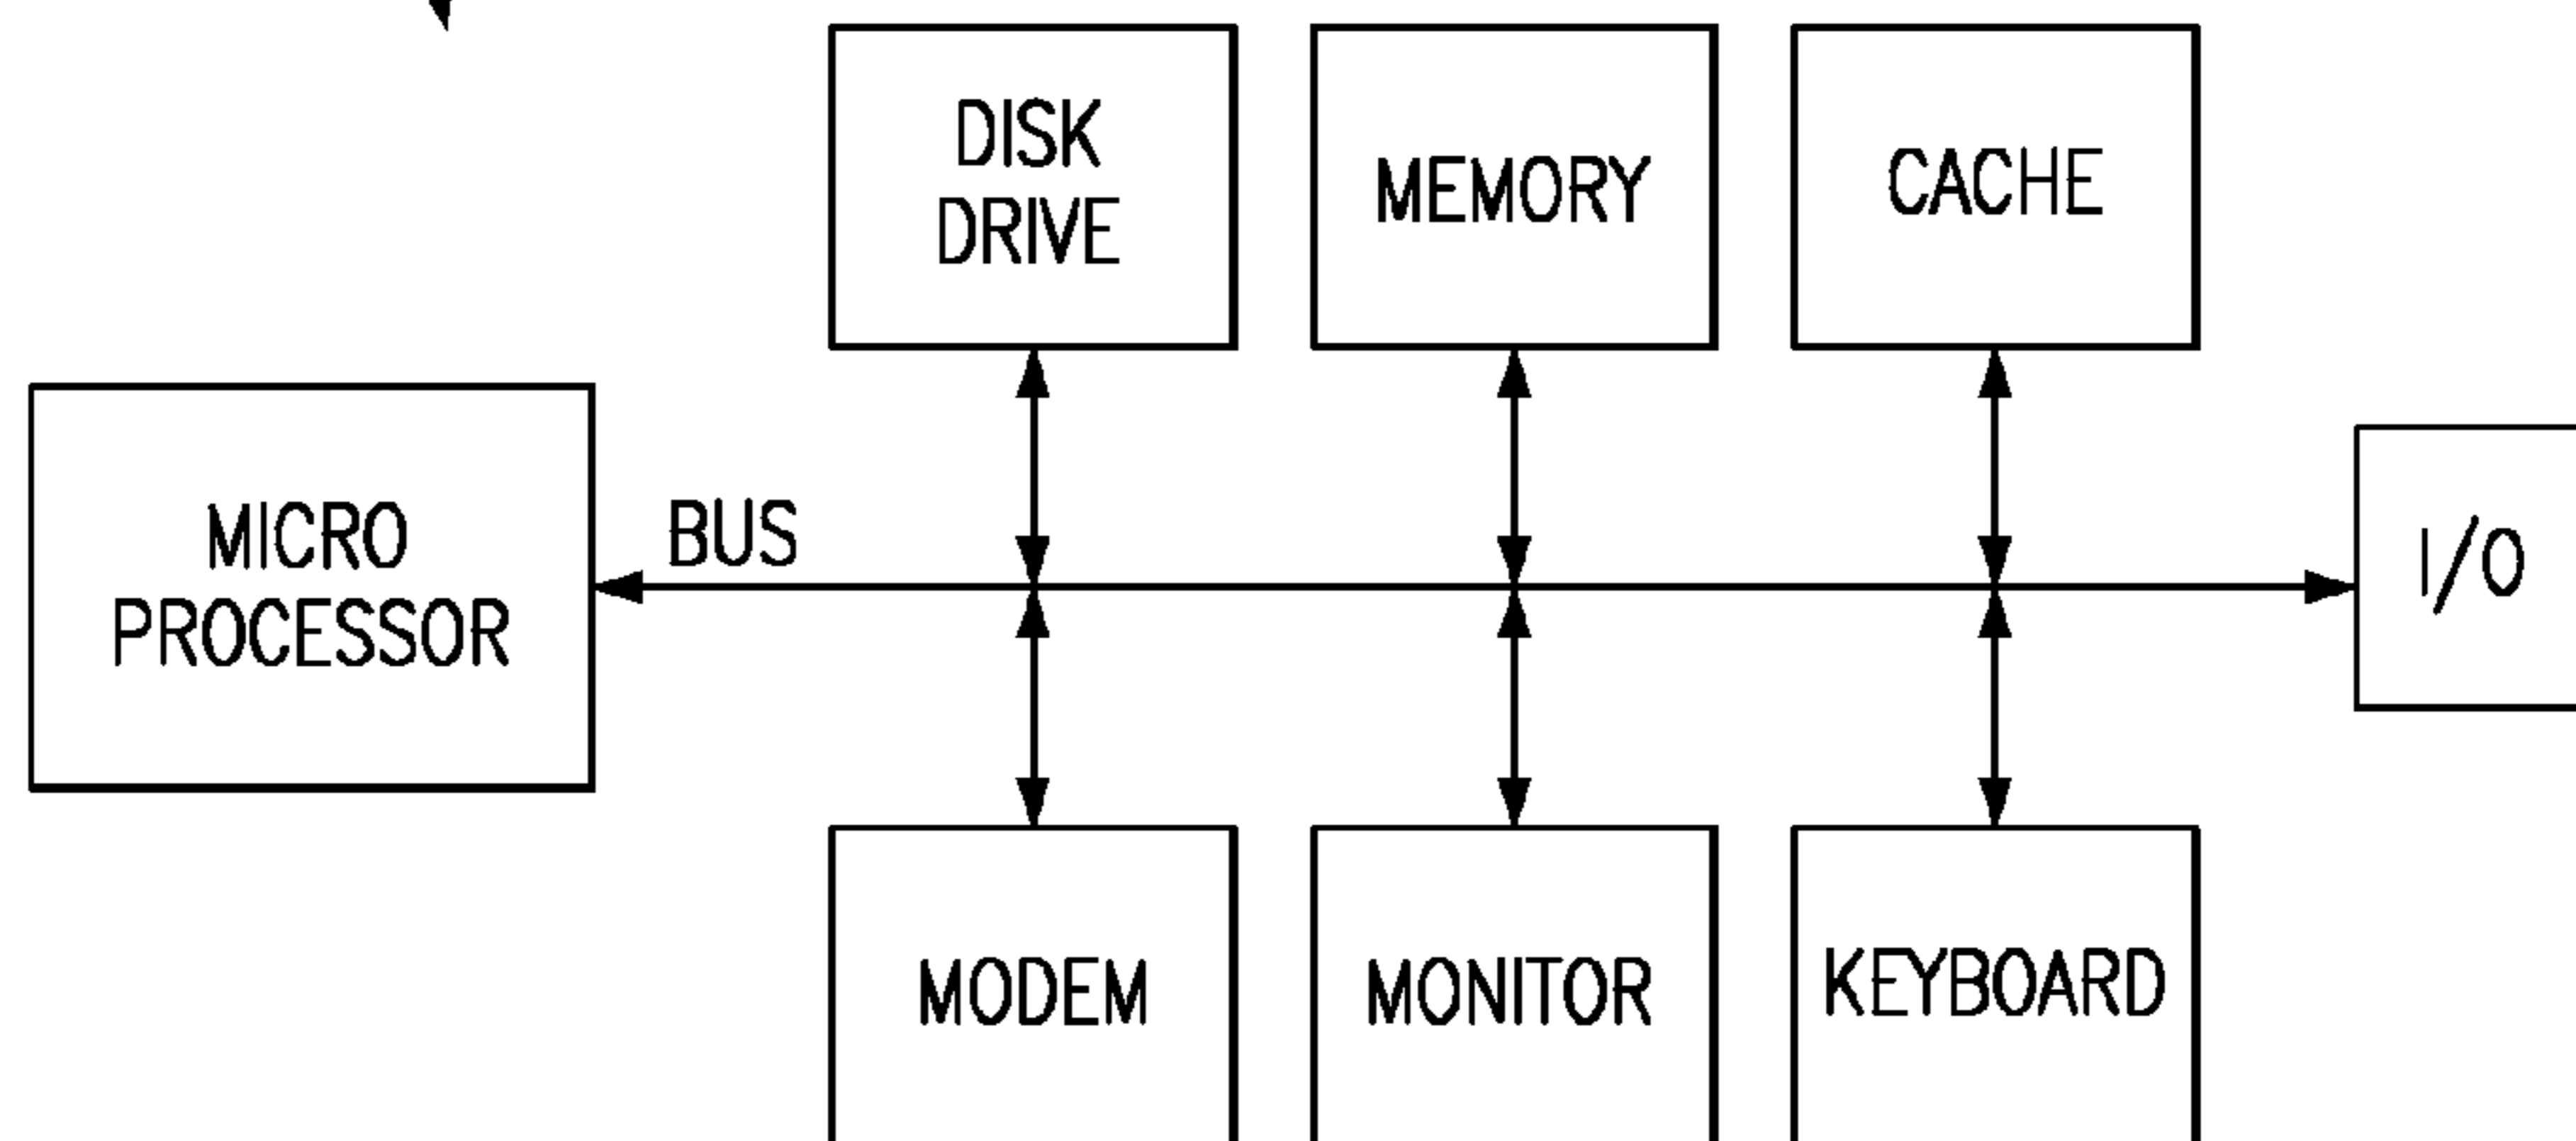 DISK
DRIVE
MEMORY
CACHE
MICRO
PROCESSOR
BUS
I/O
MODEM
MONITOR
KEYBOARD